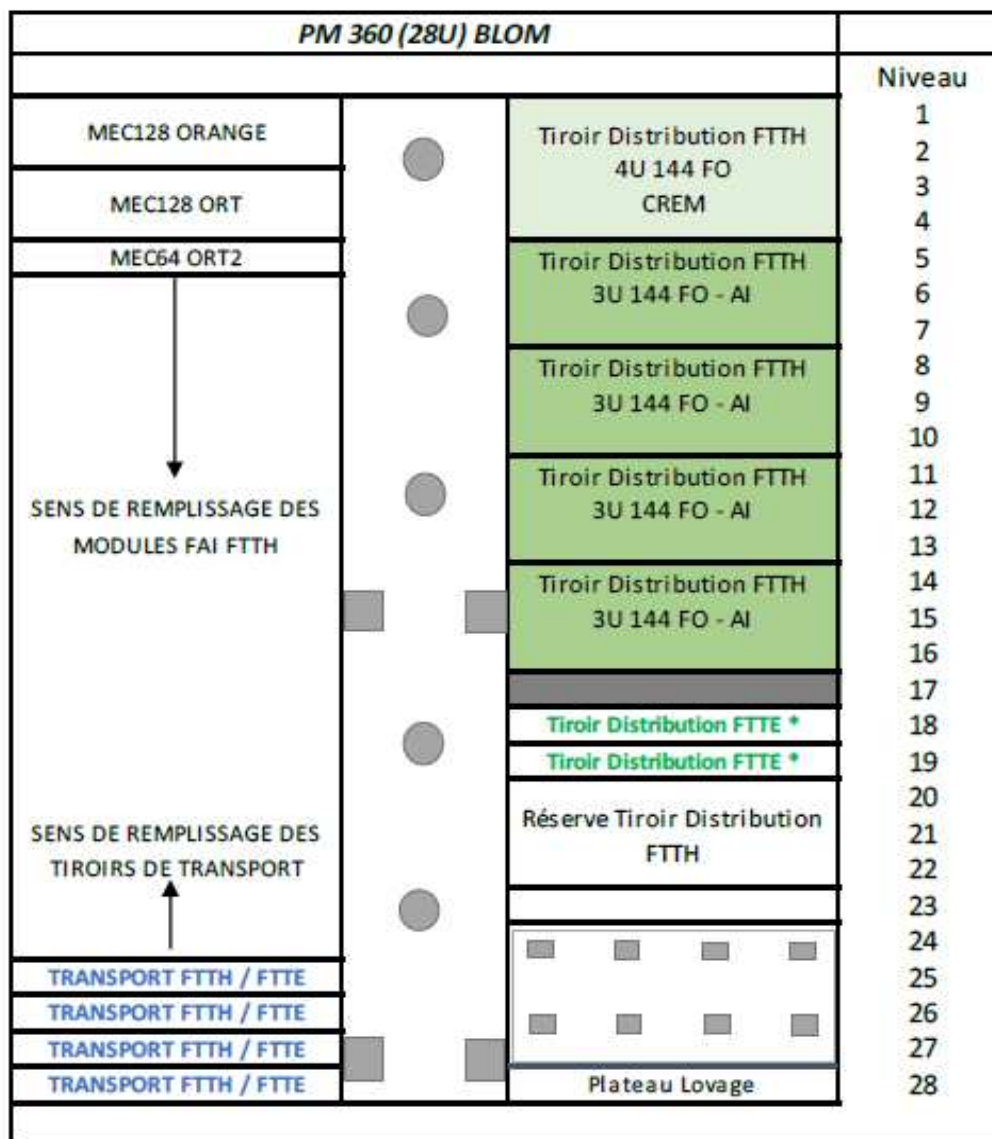 PM 360 (28U) BLOM
Niveau
MEC128 ORANGE
MEC128 ORT
MEC64 ORT2
SENS DE REMPLISSAGE DES
MODULES FAI FTTH
SENS DE REMPLISSAGE DES
TIROIRS DE TRANSPORT
TRANSPORT FTTH / FTTE
TRANSPORT FTTH / FTTE
TRANSPORT FTTH / FTTE
TRANSPORT FTTH / FTTE
Tiroir Distribution FTTH
4U 144 FO
CREM
Tiroir Distribution FTTH
3U 144 FO - AI
Tiroir Distribution FTTH
3U 144 FO - AI
Tiroir Distribution FTTH
3U 144 FO - AI
Tiroir Distribution FTTH
3U 144 FO - AI
Tiroir Distribution FTTE *
Tiroir Distribution FTTE *
Réserve Tiroir Distribution
FTTH
Plateau Lovage
1
2
3
4
5
6
7
8
9
10
11
12
13
14
15
16
17
18
19
20
21
22
23
24
25
26
27
28